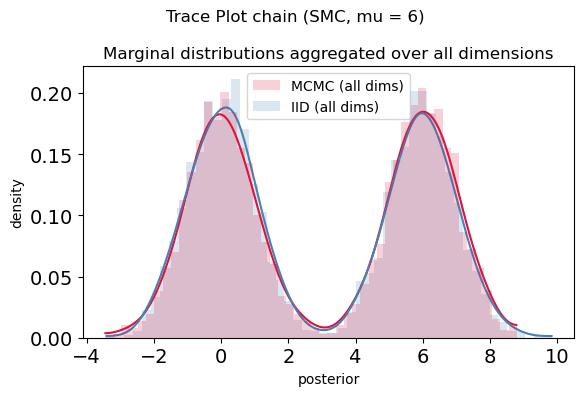 Trace Plot chain (SMC, mu = 6)
Marginal distributions aggregated over all dimensions
MCMC (all dims)
IID (all dims)
density
0.20
0.15
0.10
0.05
0.00
−4
−2
0
2
4
6
8
10
posterior